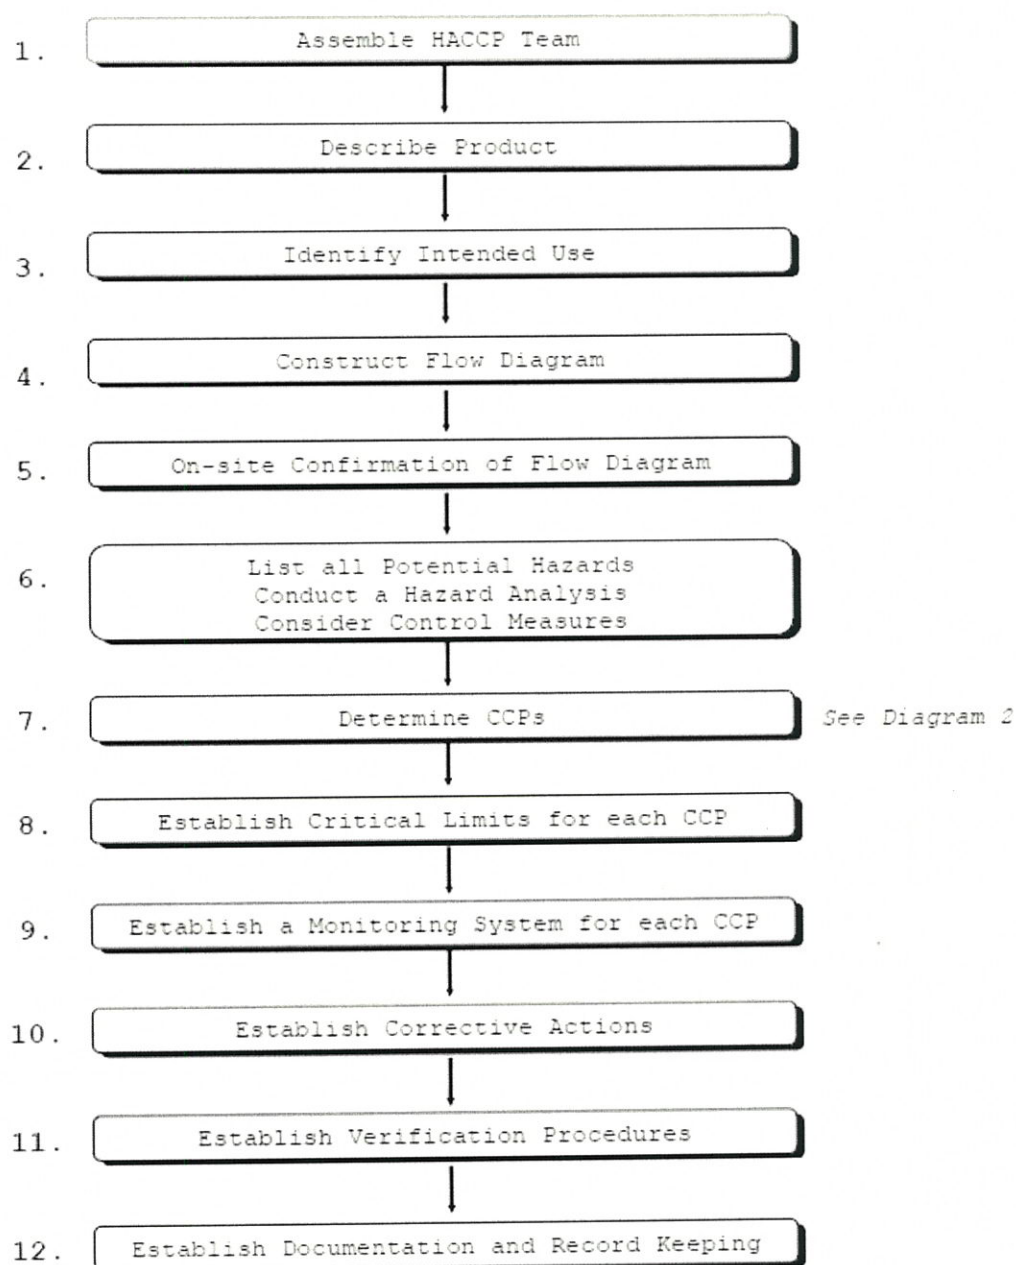 1. Assemble HACCP Team
2. Describe Product
3. Identify Intended Use
4. Construct Flow Diagram
5. On-site Confirmation of Flow Diagram
6. List all Potential Hazards
Conduct a Hazard Analysis
Consider Control Measures
7. Determine CCPs See Diagram 2
8. Establish Critical Limits for each CCP
9. Establish a Monitoring System for each CCP
10. Establish Corrective Actions
11. Establish Verification Procedures
12. Establish Documentation and Record Keeping